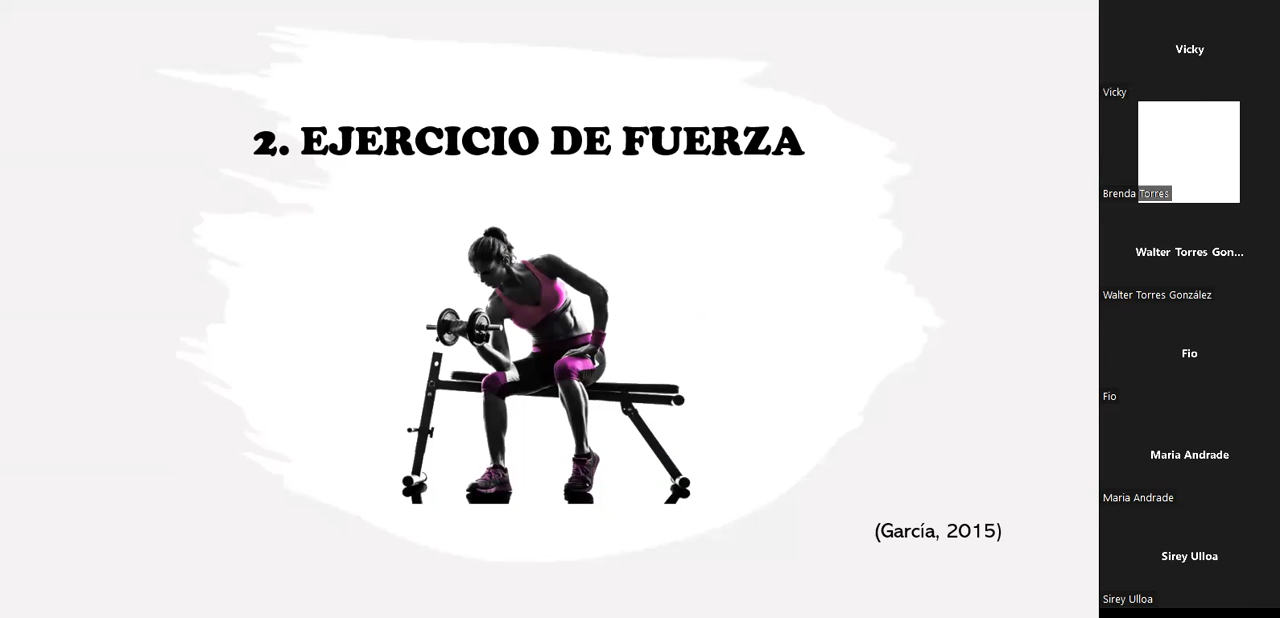 2. EJERCICIO DE FUERZA
(García, 2015)
Vicky
Vicky
Brenda Torres
Walter Torres Gon...
Walter Torres González
Fio
Fio
Maria Andrade
Maria Andrade
Sirey Ulloa
Sirey Ulloa